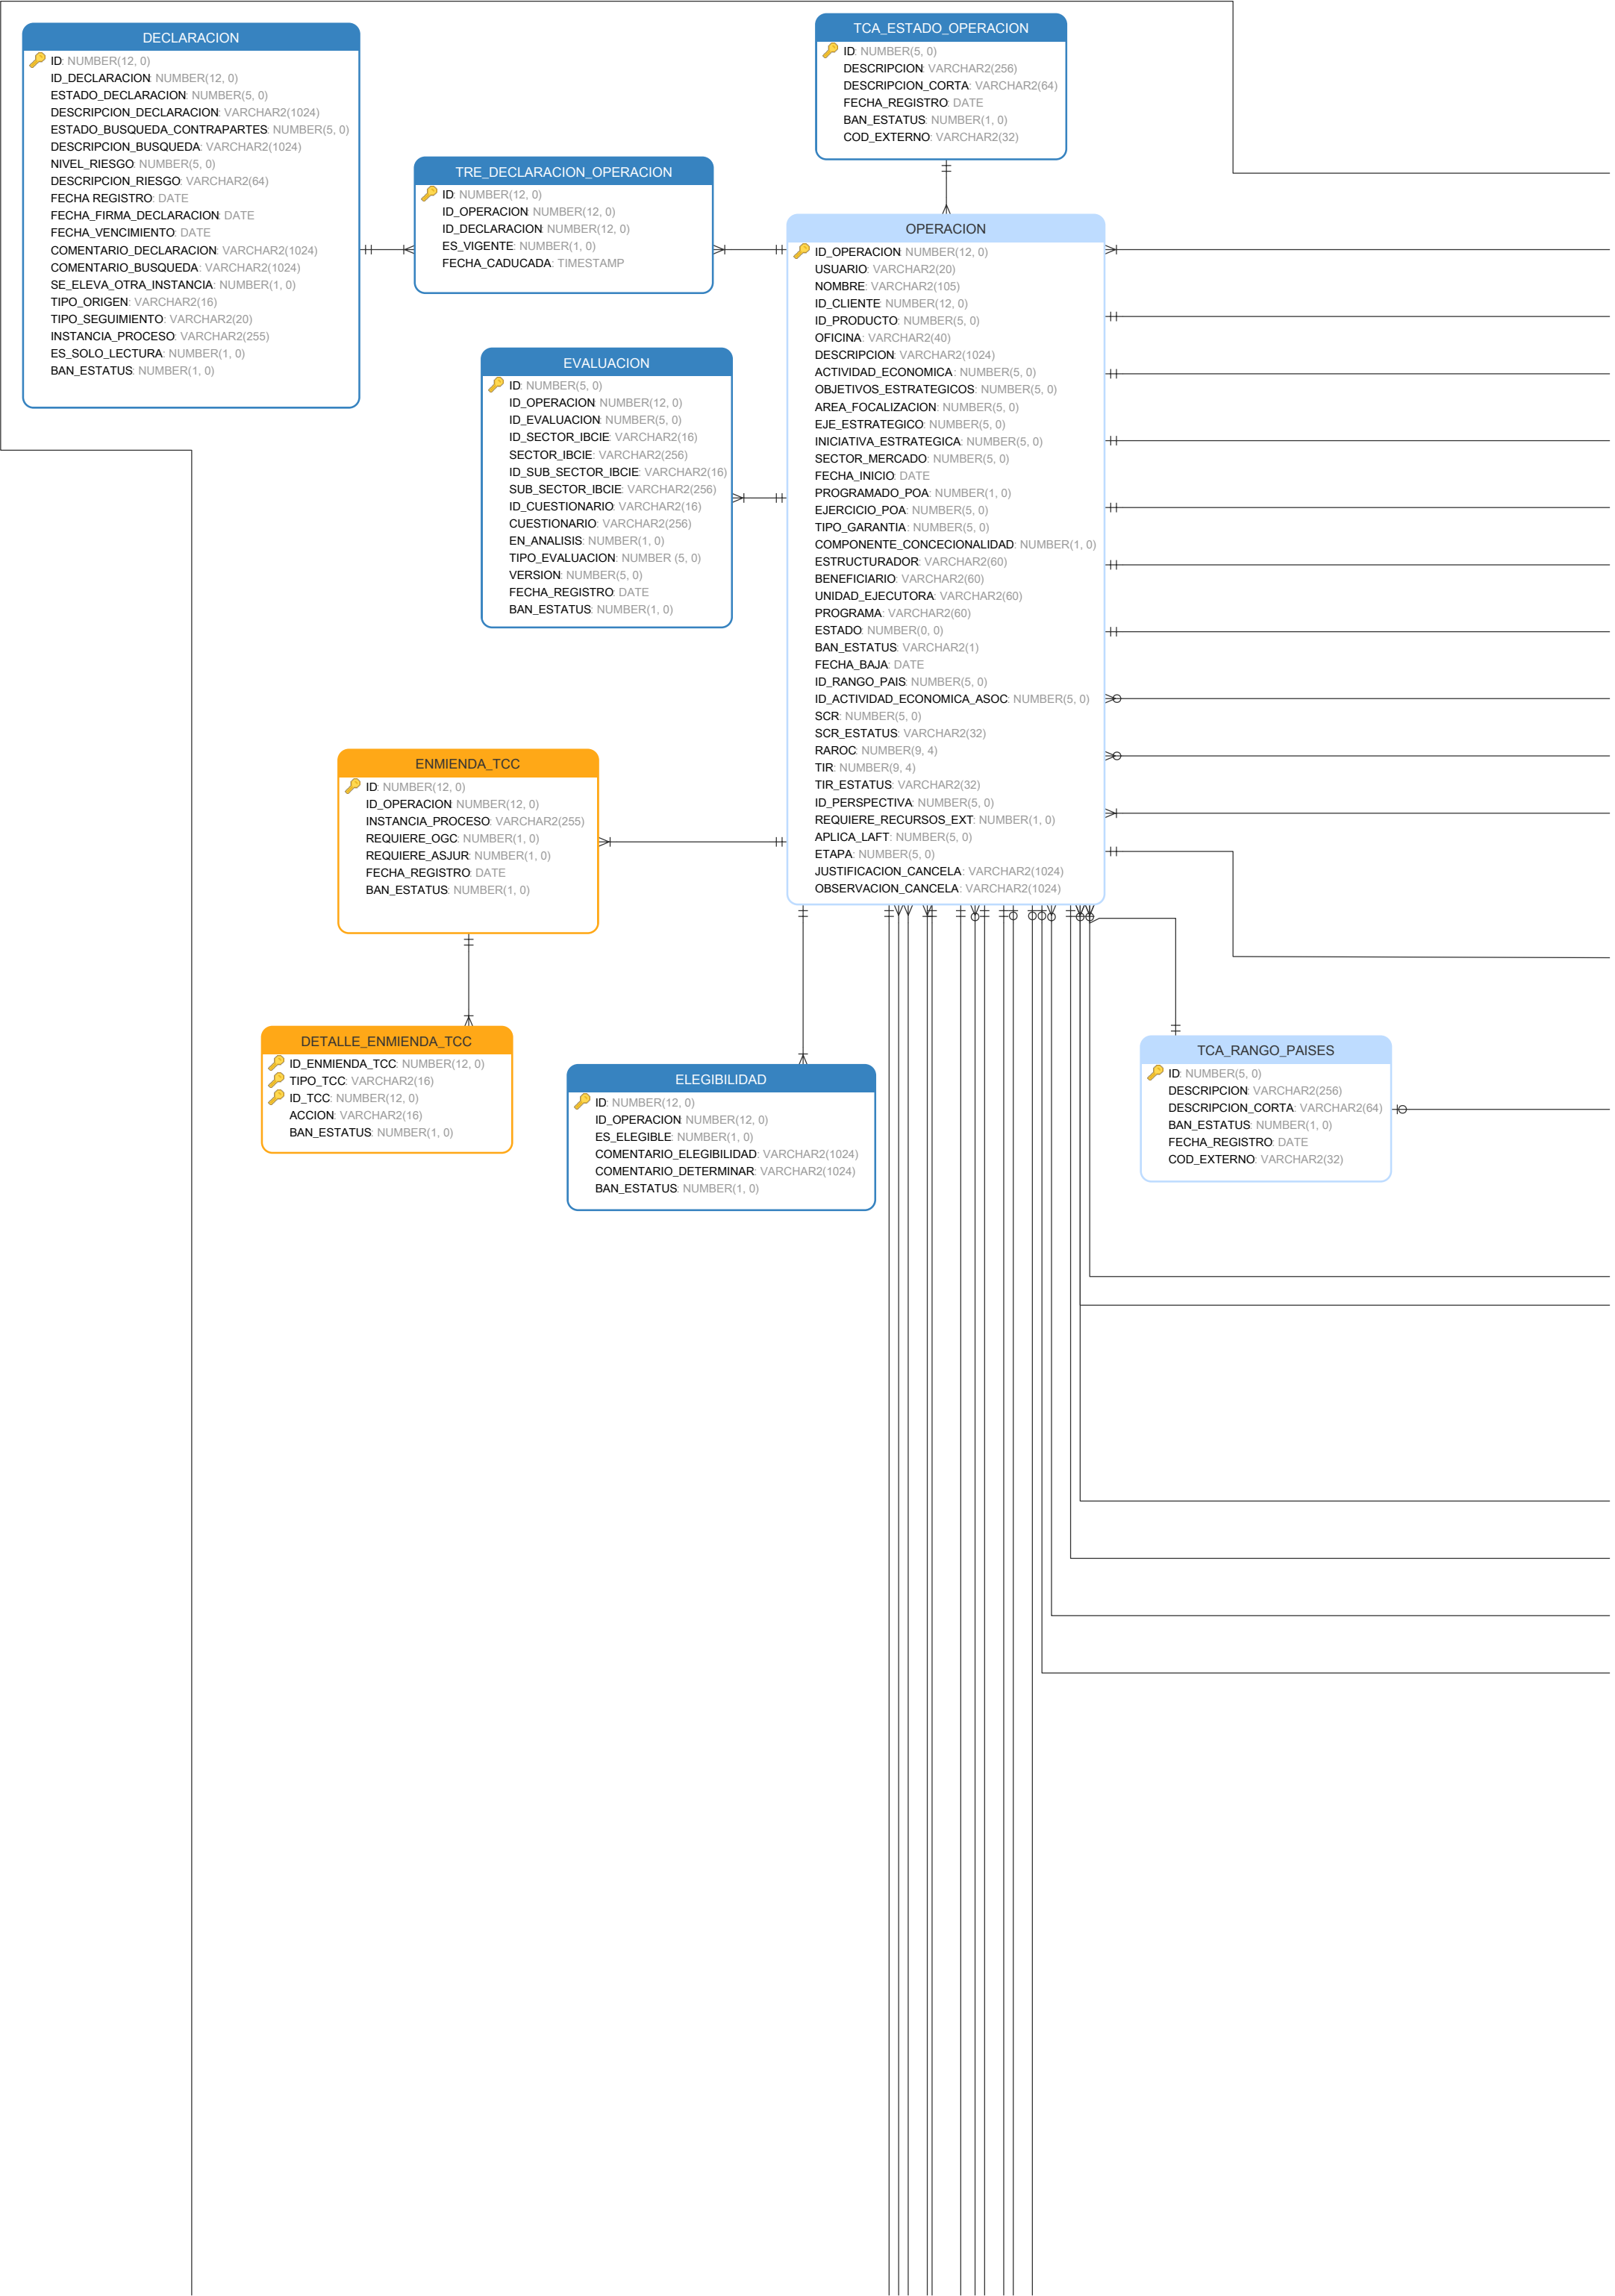 DECLARACION
ID: NUMBER(12, 0)
ID_DECLARACION: NUMBER(12, 0)
ESTADO_DECLARACION: NUMBER(5, 0)
DESCRIPCION_DECLARACION: VARCHAR2(1024)
ESTADO_BUSQUEDA_CONTRAPARTES: NUMBER(5, 0)
DESCRIPCION_BUSQUEDA: VARCHAR2(1024)
NIVEL_RIESGO: NUMBER(5, 0)
DESCRIPCION_RIESGO: VARCHAR2(64)
FECHA REGISTRO: DATE
FECHA_FIRMA_DECLARACION: DATE
FECHA_VENCIMIENTO: DATE
COMENTARIO_DECLARACION: VARCHAR2(1024)
COMENTARIO_BUSQUEDA: VARCHAR2(1024)
SE_ELEVA_OTRA_INSTANCIA: NUMBER(1, 0)
TIPO_ORIGEN: VARCHAR2(16)
TIPO_SEGUIMIENTO: VARCHAR2(20)
INSTANCIA_PROCESO: VARCHAR2(255)
ES_SOLO_LECTURA: NUMBER(1, 0)
BAN_ESTATUS: NUMBER(1, 0)
TCA_ESTADO_OPERACION
ID: NUMBER(5, 0)
DESCRIPCION: VARCHAR2(256)
DESCRIPCION_CORTA: VARCHAR2(64)
FECHA_REGISTRO: DATE
BAN_ESTATUS: NUMBER(1, 0)
COD_EXTERNO: VARCHAR2(32)
TRE_DECLARACION_OPERACION
ID: NUMBER(12, 0)
ID_OPERACION: NUMBER(12, 0)
ID_DECLARACION: NUMBER(12, 0)
ES_VIGENTE: NUMBER(1, 0)
FECHA_CADUCADA: TIMESTAMP
OPERACION
ID_OPERACION: NUMBER(12, 0)
USUARIO: VARCHAR2(20)
NOMBRE: VARCHAR2(105)
ID_CLIENTE: NUMBER(12, 0)
ID_PRODUCTO: NUMBER(5, 0)
OFICINA: VARCHAR2(40)
DESCRIPCION: VARCHAR2(1024)
ACTIVIDAD_ECONOMICA: NUMBER(5, 0)
OBJETIVOS_ESTRATEGICOS: NUMBER(5, 0)
AREA_FOCALIZACION: NUMBER(5, 0)
EJE_ESTRATEGICO: NUMBER(5, 0)
INICIATIVA_ESTRATEGICA: NUMBER(5, 0)
SECTOR_MERCADO: NUMBER(5, 0)
FECHA_INICIO: DATE
PROGRAMADO_POA: NUMBER(1, 0)
EJERCICIO_POA: NUMBER(5, 0)
TIPO_GARANTIA: NUMBER(5, 0)
COMPONENTE_CONCECIONALIDAD: NUMBER(1, 0)
ESTRUCTURADOR: VARCHAR2(60)
BENEFICIARIO: VARCHAR2(60)
UNIDAD_EJECUTORA: VARCHAR2(60)
PROGRAMA: VARCHAR2(60)
ESTADO: NUMBER(0, 0)
BAN_ESTATUS: VARCHAR2(1)
FECHA_BAJA: DATE
ID_RANGO_PAIS: NUMBER(5, 0)
ID_ACTIVIDAD_ECONOMICA_ASOC: NUMBER(5, 0)
SCR: NUMBER(5, 0)
SCR_ESTATUS: VARCHAR2(32)
RAROC: NUMBER(9, 4)
TIR: NUMBER(9, 4)
TIR_ESTATUS: VARCHAR2(32)
ID_PERSPECTIVA: NUMBER(5, 0)
REQUIERE_RECURSOS_EXT: NUMBER(1, 0)
APLICA_LAFT: NUMBER(5, 0)
ETAPA: NUMBER(5, 0)
JUSTIFICACION_CANCELA: VARCHAR2(1024)
OBSERVACION_CANCELA: VARCHAR2(1024)
EVALUACION
ID: NUMBER(5, 0)
ID_OPERACION: NUMBER(12, 0)
ID_EVALUACION: NUMBER(5, 0)
ID_SECTOR_IBCIE: VARCHAR2(16)
SECTOR_IBCIE: VARCHAR2(256)
ID_SUB_SECTOR_IBCIE: VARCHAR2(16)
SUB_SECTOR_IBCIE: VARCHAR2(256)
ID_CUESTIONARIO: VARCHAR2(16)
CUESTIONARIO: VARCHAR2(256)
EN_ANALISIS: NUMBER(1, 0)
TIPO_EVALUACION: NUMBER (5, 0)
VERSION: NUMBER(5, 0)
FECHA_REGISTRO: DATE
BAN_ESTATUS: NUMBER(1, 0)
ENMIENDA_TCC
ID: NUMBER(12, 0)
ID_OPERACION: NUMBER(12, 0)
INSTANCIA_PROCESO: VARCHAR2(255)
REQUIERE_OGC: NUMBER(1, 0)
REQUIERE_ASJUR: NUMBER(1, 0)
FECHA_REGISTRO: DATE
BAN_ESTATUS: NUMBER(1, 0)
DETALLE_ENMIENDA_TCC
ID_ENMIENDA_TCC: NUMBER(12, 0)
TIPO_TCC: VARCHAR2(16)
ID_TCC: NUMBER(12, 0)
ACCION: VARCHAR2(16)
BAN_ESTATUS: NUMBER(1, 0)
ELEGIBILIDAD
ID: NUMBER(12, 0)
ID_OPERACION: NUMBER(12, 0)
ES_ELEGIBLE: NUMBER(1, 0)
COMENTARIO_ELEGIBILIDAD: VARCHAR2(1024)
COMENTARIO_DETERMINAR: VARCHAR2(1024)
BAN_ESTATUS: NUMBER(1, 0)
TCA_RANGO_PAISES
ID: NUMBER(5, 0)
DESCRIPCION: VARCHAR2(256)
DESCRIPCION_CORTA: VARCHAR2(64)
BAN_ESTATUS: NUMBER(1, 0)
FECHA_REGISTRO: DATE
COD_EXTERNO: VARCHAR2(32)